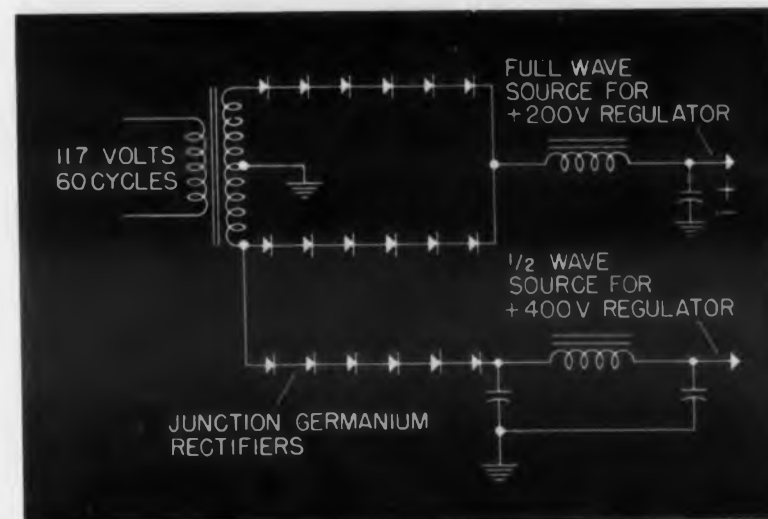 FULL WAVE
SOURCE FOR
+200V REGULATOR
117 VOLTS
60 CYCLES
+
−
1/2 WAVE
SOURCE FOR
+400V REGULATOR
JUNCTION GERMANIUM
RECTIFIERS